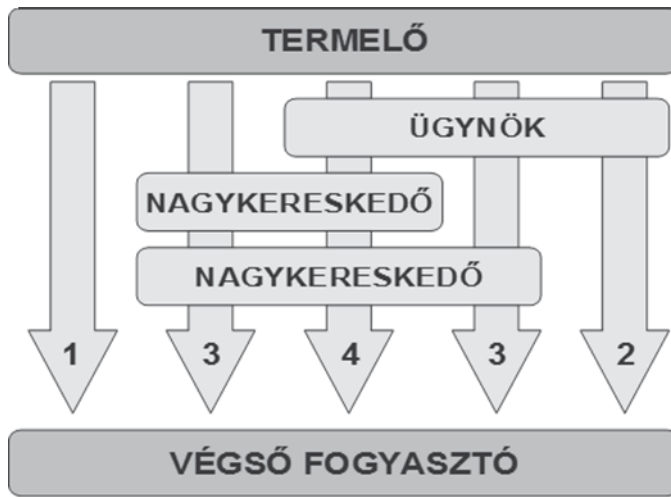 TERMELŐ
ÜGYNÖK
NAGYKERESKEDŐ
NAGYKERESKEDŐ
1 3 4 3 2
VÉGSŐ FOGYASZTÓ